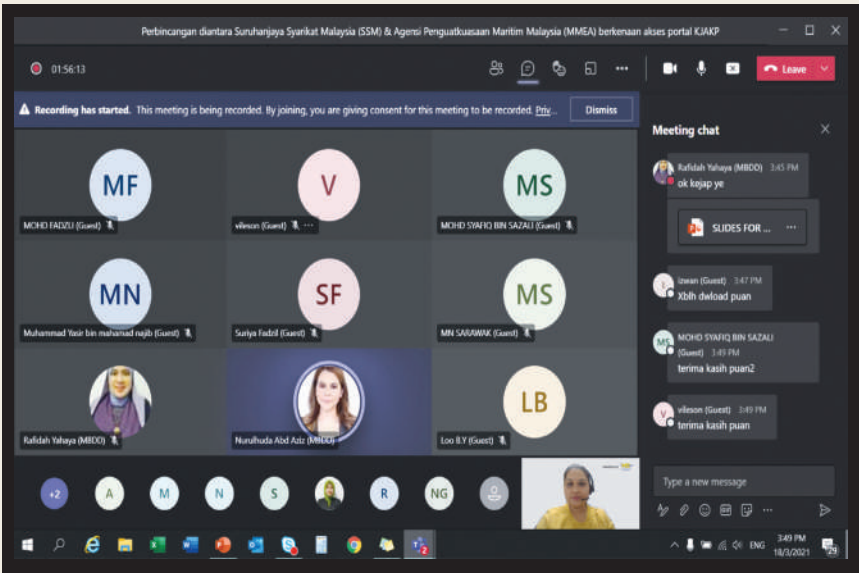 Perbincangan diantara Suruhanjaya Syarikat Malaysia (SSM) & Agensi Penguatkuasaan Maritim Malaysia (MMEA) berkenaan akses portal KJAKP
01:56:13
Leave
Recording has started. This meeting is being recorded. By joining, you are giving consent for this meeting to be recorded. Priv...
Dismiss
MF
MOHD FADZLI (Guest)
V
vileson (Guest) ...
MS
MOHD SYAFIQ BIN SAZALI (Guest)
MN
Muhammad Yasir bin mahamad najib (Guest)
SF
Suriya Fadzil (Guest)
MS
MN SARAWAK (Guest)
Rafidah Yahaya (MBDD)
Nurulhuda Abd Aziz (MBDD)
LB
Loo B.Y (Guest)
+2
A
M
N
S
R
NG
Meeting chat
Rafidah Yahaya (MBDD) 3:45 PM
ok kejap ye
SLIDES FOR ...
I
izwan (Guest) 3:47 PM
Xblh dwload puan
MS
MOHD SYAFIQ BIN SAZALI
(Guest) 3:49 PM
terima kasih puan2
V
vileson (Guest) 3:49 PM
terima kasih puan
Type a new message
GIF
ENG
3:49 PM
18/3/2021
29